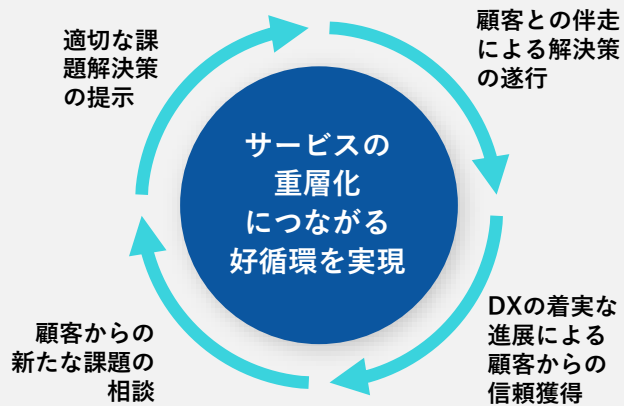 適切な課
題解決策
の提示
顧客との伴走
による解決策
の遂行
サービスの
重層化
につながる
好循環を実現
DXの着実な
進展による
顧客からの
信頼獲得
顧客からの
新たな課題の
相談